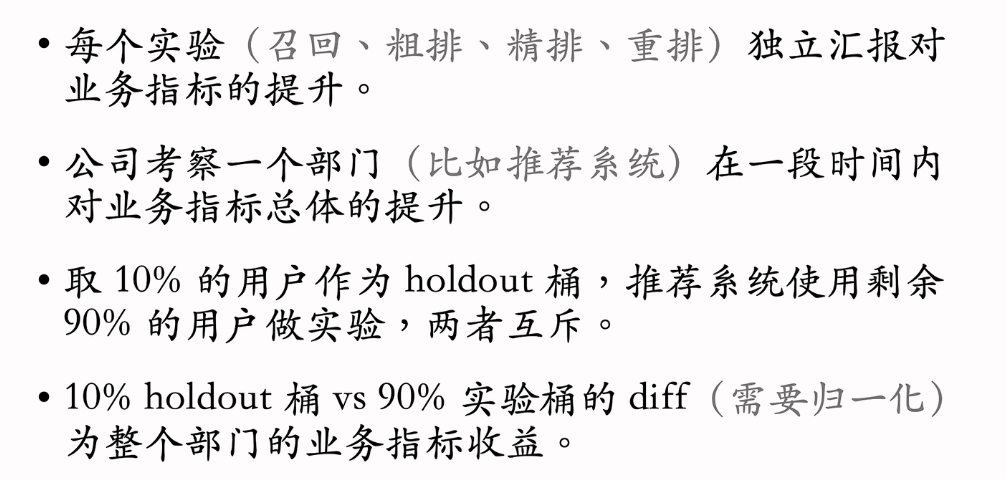 • 每个实验（召回、粗排、精排、重排）独立汇报对
业务指标的提升。
• 公司考察一个部门（比如推荐系统）在一段时间内
对业务指标总体的提升。
• 取 10% 的用户作为 holdout 桶，推荐系统使用剩余
90% 的用户做实验，两者互斥。
• 10% holdout 桶 vs 90% 实验桶的 diff（需要归一化）
为整个部门的业务指标收益。